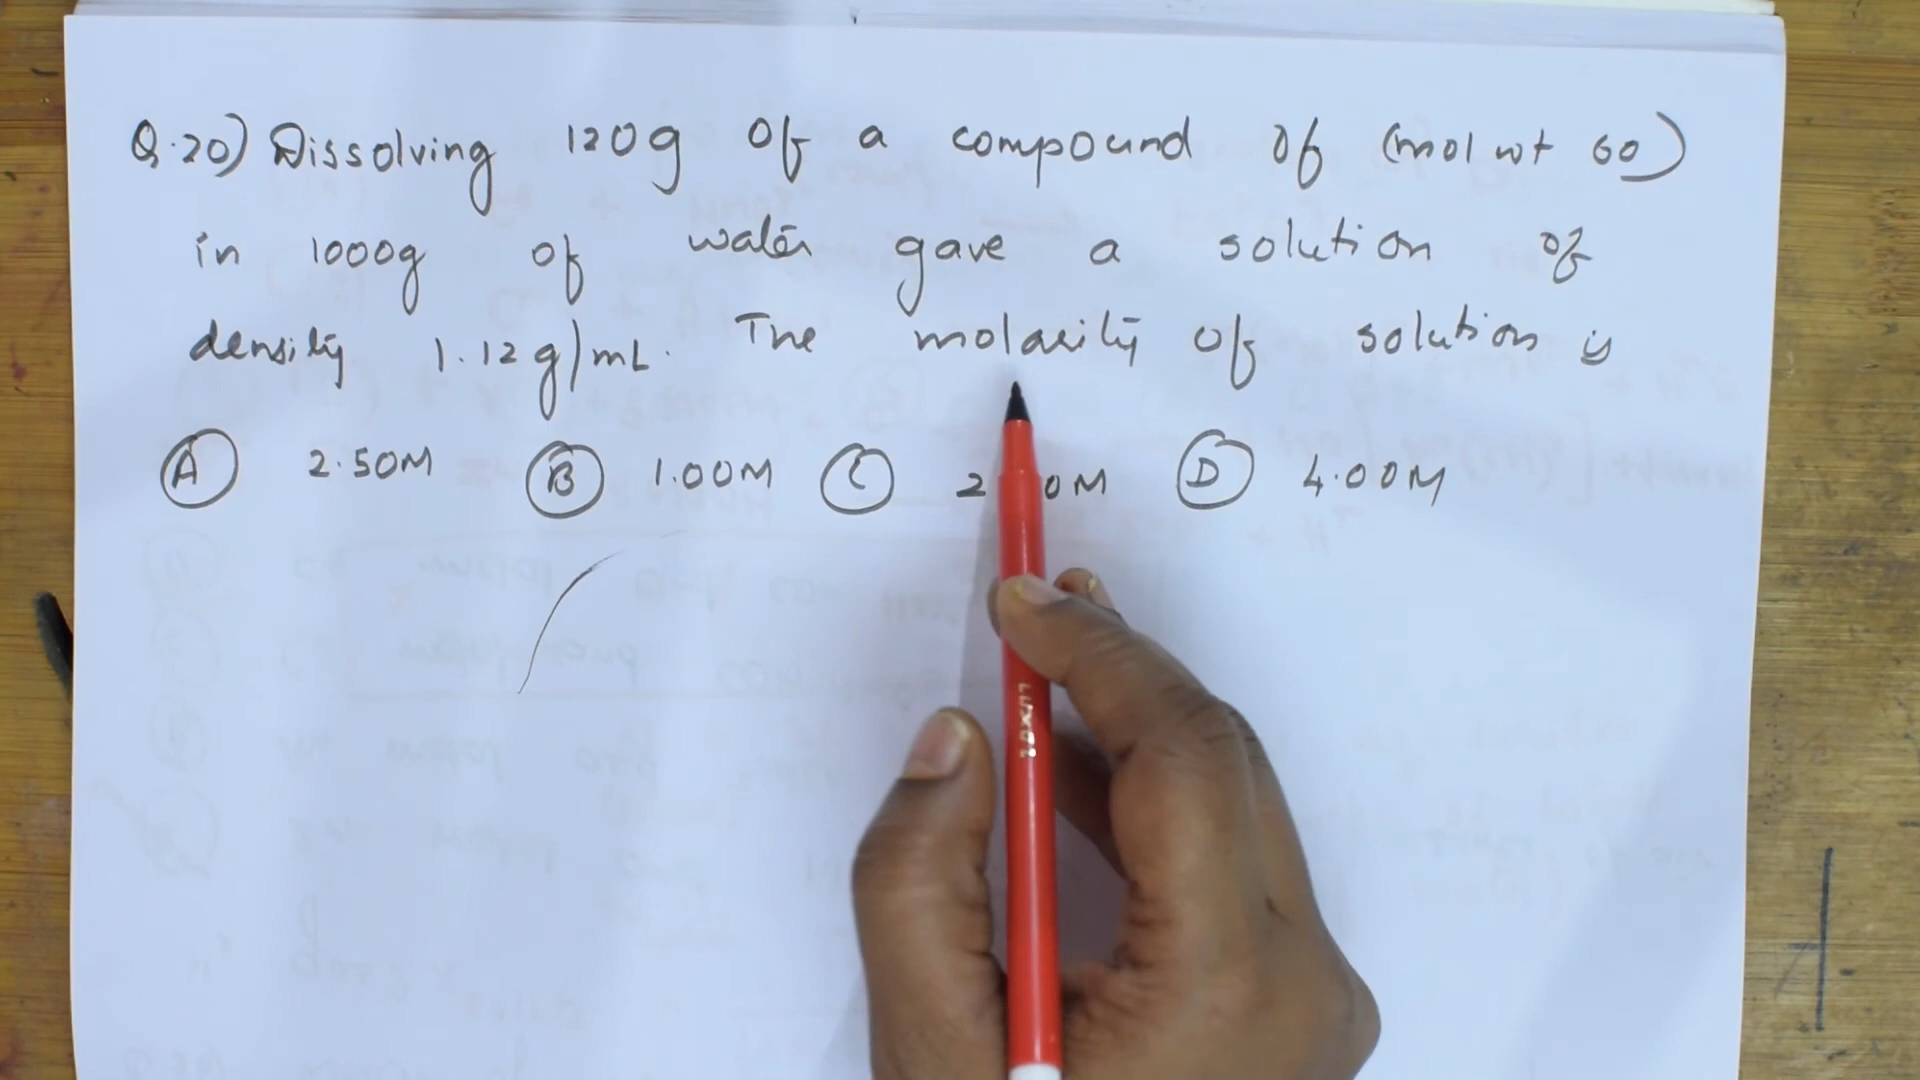 Q.20) Dissolving 120g of a compound of (mol wt 60)
in 1000g of water gave a solution of
density 1.12g/mL. The molarity of solution is
A 2.50M B 1.00M C D 4.00M
LUXOR